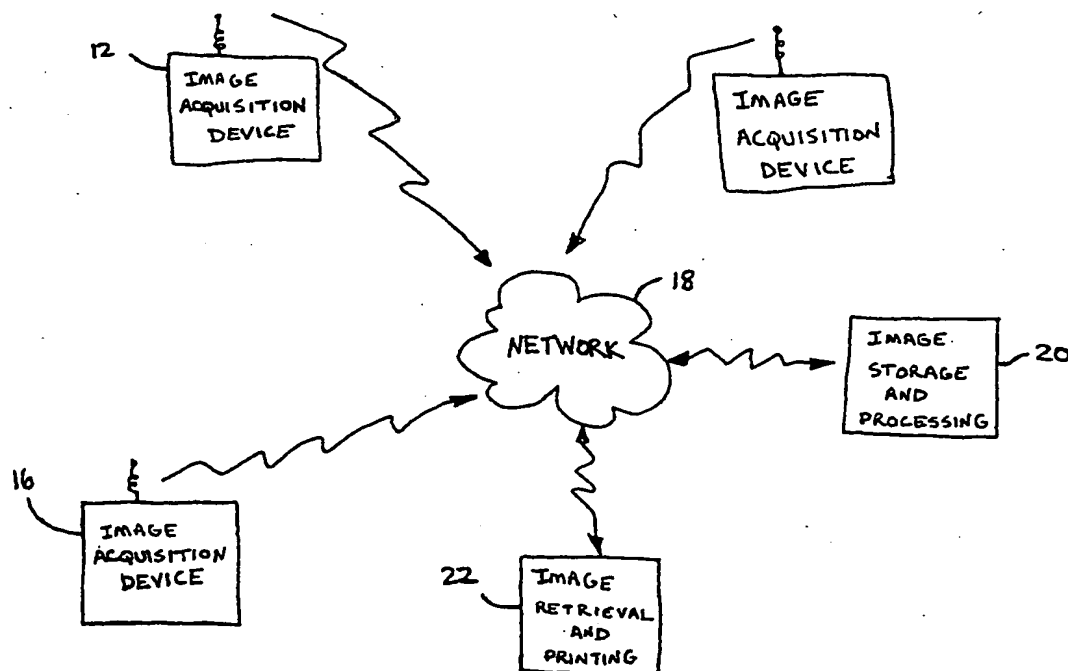 12
IMAGE
ACQUISITION
DEVICE
IMAGE
ACQUISITION
DEVICE
18
NETWORK
IMAGE
STORAGE
AND
PROCESSING
20
16
IMAGE
ACQUISITION
DEVICE
22
IMAGE
RETRIEVAL
AND
PRINTING